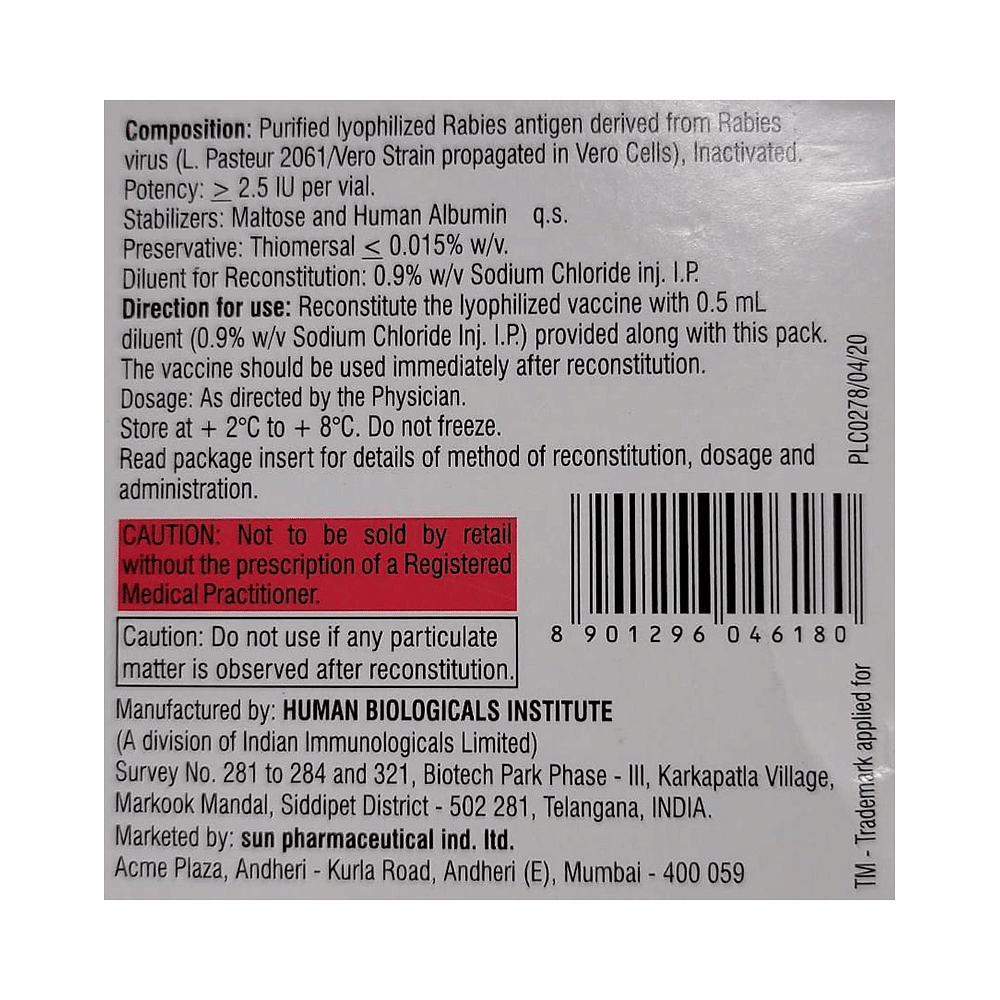 Composition: Purified lyophilized Rabies antigen derived from Rabies
virus (L. Pasteur 2061/Vero Strain propagated in Vero Cells), Inactivated.
Potency: ≥ 2.5 IU per vial.
Stabilizers: Maltose and Human Albumin q.s.
Preservative: Thiomersal ≤ 0.015% w/v.
Diluent for Reconstitution: 0.9% w/v Sodium Chloride inj. I.P.
Direction for use: Reconstitute the lyophilized vaccine with 0.5 mL
diluent (0.9% w/v Sodium Chloride Inj. I.P.) provided along with this pack.
The vaccine should be used immediately after reconstitution.
Dosage: As directed by the Physician.
Store at + 2°C to + 8°C. Do not freeze.
Read package insert for details of method of reconstitution, dosage and
administration.
PLC0278/04/20
CAUTION: Not to be sold by retail
without the prescription of a Registered
Medical Practitioner.
Caution: Do not use if any particulate
matter is observed after reconstitution.
8 901296 046180
Manufactured by: HUMAN BIOLOGICALS INSTITUTE
(A division of Indian Immunologicals Limited)
Survey No. 281 to 284 and 321, Biotech Park Phase - III, Karkapatla Village,
Markook Mandal, Siddipet District - 502 281, Telangana, INDIA.
Marketed by: sun pharmaceutical ind. ltd.
Acme Plaza, Andheri - Kurla Road, Andheri (E), Mumbai - 400 059
TM - Trademark applied for